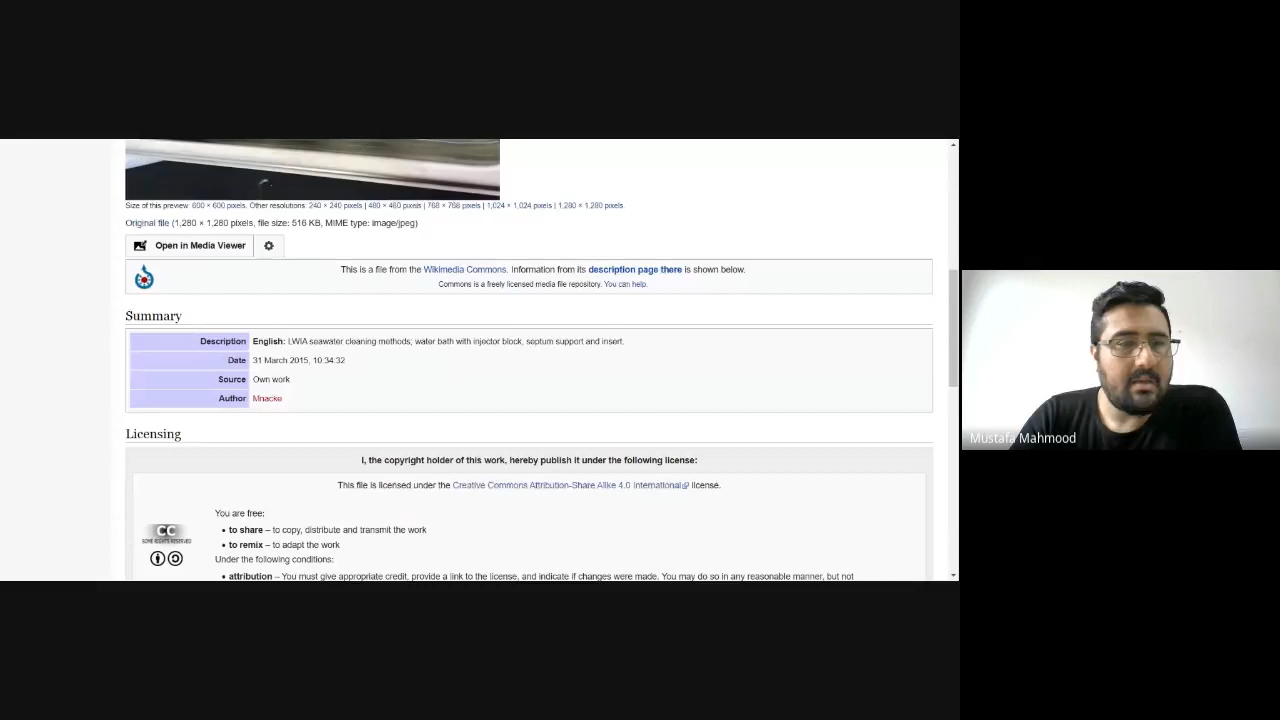 Size of this preview: 600 × 600 pixels. Other resolutions: 240 × 240 pixels | 480 × 480 pixels | 768 × 768 pixels | 1,024 × 1,024 pixels | 1,280 × 1,280 pixels.
Original file (1,280 × 1,280 pixels, file size: 516 KB, MIME type: image/jpeg)
Open in Media Viewer
This is a file from the Wikimedia Commons. Information from its description page there is shown below.
Commons is a freely licensed media file repository. You can help.
Summary
Description English: LWIA seawater cleaning methods; water bath with injector block, septum support and insert.
Date 31 March 2015, 10:34:32
Source Own work
Author Mnacke
Licensing
I, the copyright holder of this work, hereby publish it under the following license:
This file is licensed under the Creative Commons Attribution-Share Alike 4.0 International license.
You are free:
• to share – to copy, distribute and transmit the work
• to remix – to adapt the work
Under the following conditions:
• attribution – You must give appropriate credit, provide a link to the license, and indicate if changes were made. You may do so in any reasonable manner, but not
CC
SOME RIGHTS RESERVED
Mustafa Mahmood